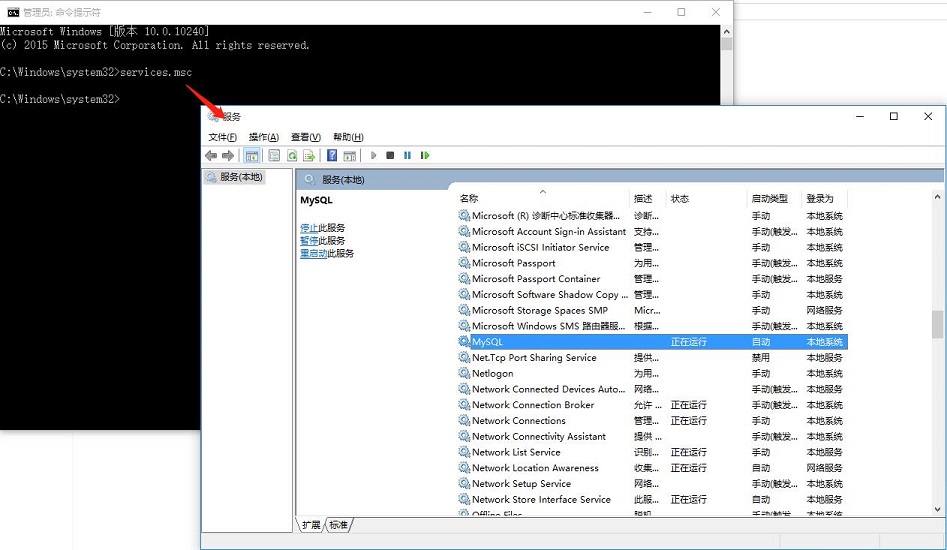 管理员: 命令提示符
Microsoft Windows [版本 10.0.10240]
(c) 2015 Microsoft Corporation. All rights reserved.
C:\Windows\system32>services.msc
C:\Windows\system32>
服务
文件(F) 操作(A) 查看(V) 帮助(H)
服务(本地)
服务(本地)
MySQL
停止此服务
暂停此服务
重启动此服务
名称 描述 状态 启动类型 登录为
Microsoft (R) 诊断中心标准收集器... 诊断... 手动 本地系统
Microsoft Account Sign-in Assistant 支持... 手动(触发... 本地系统
Microsoft iSCSI Initiator Service 管理... 手动 本地系统
Microsoft Passport 为用... 手动(触发... 本地系统
Microsoft Passport Container 管理... 手动(触发... 本地服务
Microsoft Software Shadow Copy ... 管理... 手动 本地系统
Microsoft Storage Spaces SMP Micr... 手动 网络服务
Microsoft Windows SMS 路由器服... 根据... 手动(触发... 本地系统
MySQL 正在运行 自动 本地系统
Net.Tcp Port Sharing Service 提供... 禁用 本地服务
Netlogon 为用... 手动 本地系统
Network Connected Devices Auto... 网络... 手动(触发... 本地服务
Network Connection Broker 允许 ... 正在运行 手动(触发... 本地系统
Network Connections 管理... 正在运行 手动 本地系统
Network Connectivity Assistant 提供 ... 手动(触发... 本地系统
Network List Service 识别... 正在运行 手动 本地服务
Network Location Awareness 收集... 正在运行 自动 网络服务
Network Setup Service 网络... 手动(触发... 本地系统
Network Store Interface Service 此服... 正在运行 自动 本地服务
Offline Files 脱机... 手动(触发... 本地系统
扩展 标准